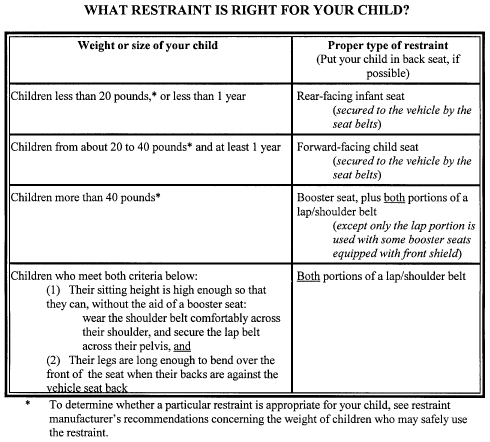 WHAT RESTRAINT IS RIGHT FOR YOUR CHILD?
Weight or size of your child
Proper type of restraint
(Put your child in back seat, if
possible)
Children less than 20 pounds,* or less than 1 year
Rear-facing infant seat
(secured to the vehicle by the
seat belts)
Children from about 20 to 40 pounds* and at least 1 year
Forward-facing child seat
(secured to the vehicle by the
seat belts)
Children more than 40 pounds*
Booster seat, plus both portions of a
lap/shoulder belt
(except only the lap portion is
used with some booster seats
equipped with front shield)
Children who meet both criteria below:
(1) Their sitting height is high enough so that
they can, without the aid of a booster seat:
wear the shoulder belt comfortably across
their shoulder, and secure the lap belt
across their pelvis, and
(2) Their legs are long enough to bend over the
front of the seat when their backs are against the
vehicle seat back
Both portions of a lap/shoulder belt
* To determine whether a particular restraint is appropriate for your child, see restraint
manufacturer's recommendations concerning the weight of children who may safely use
the restraint.